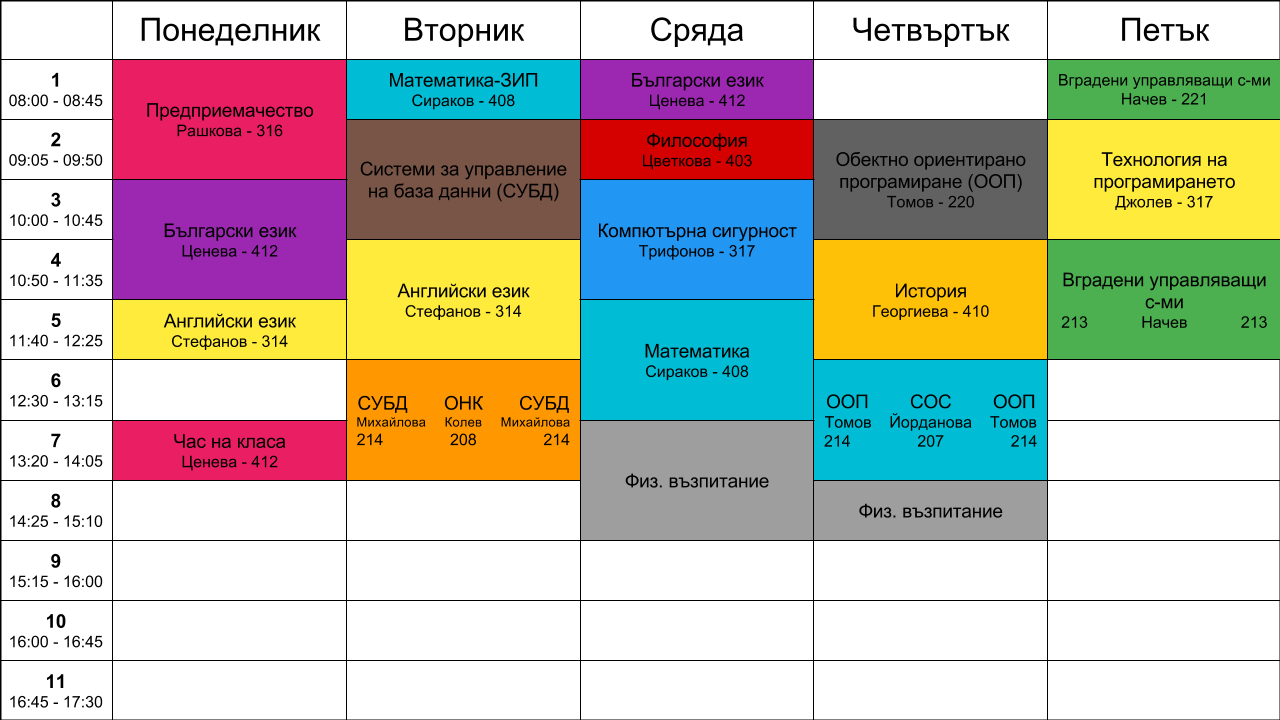 Понеделник Вторник Сряда Четвъртък Петък
1
08:00 - 08:45
Предприемачество
Рашкова - 316
Математика-ЗИП
Сираков - 408
Български език
Ценева - 412
Вградени управляващи с-ми
Начев - 221
2
09:05 - 09:50
Системи за управление
на база данни (СУБД)
Философия
Цветкова - 403
Обектно ориентирано
програмиране (ООП)
Томов - 220
Технология на
програмирането
Джолев - 317
3
10:00 - 10:45
Български език
Ценева - 412
Компютърна сигурност
Трифонов - 317
4
10:50 - 11:35
Английски език
Стефанов - 314
История
Георгиева - 410
Вградени управляващи
с-ми
213 Начев 213
5
11:40 - 12:25
Английски език
Стефанов - 314
Математика
Сираков - 408
6
12:30 - 13:15
СУБД ОНК СУБД
Михайлова Колев Михайлова
214 208 214
ООП СОС ООП
Томов Йорданова Томов
214 207 214
7
13:20 - 14:05
Час на класа
Ценева - 412
Физ. възпитание
8
14:25 - 15:10
Физ. възпитание
9
15:15 - 16:00
10
16:00 - 16:45
11
16:45 - 17:30